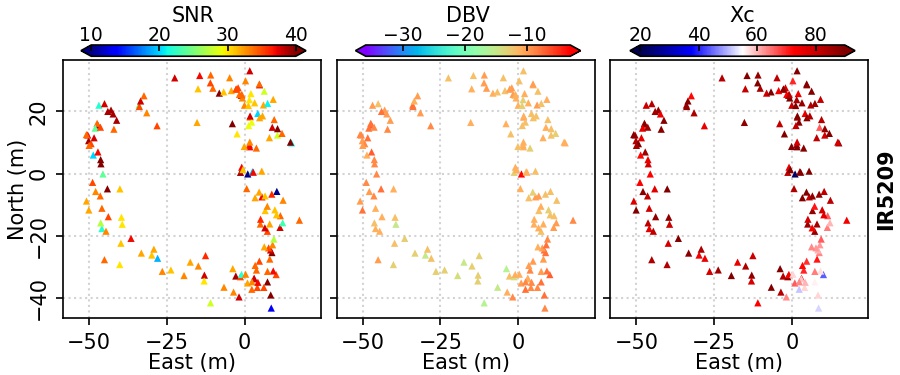 SNR DBV Xc
10 20 30 40 −30 −20 −10 20 40 60 80
20
0
−20
−40
North (m)
IR5209
−50 −25 0 −50 −25 0 −50 −25 0
East (m) East (m) East (m)